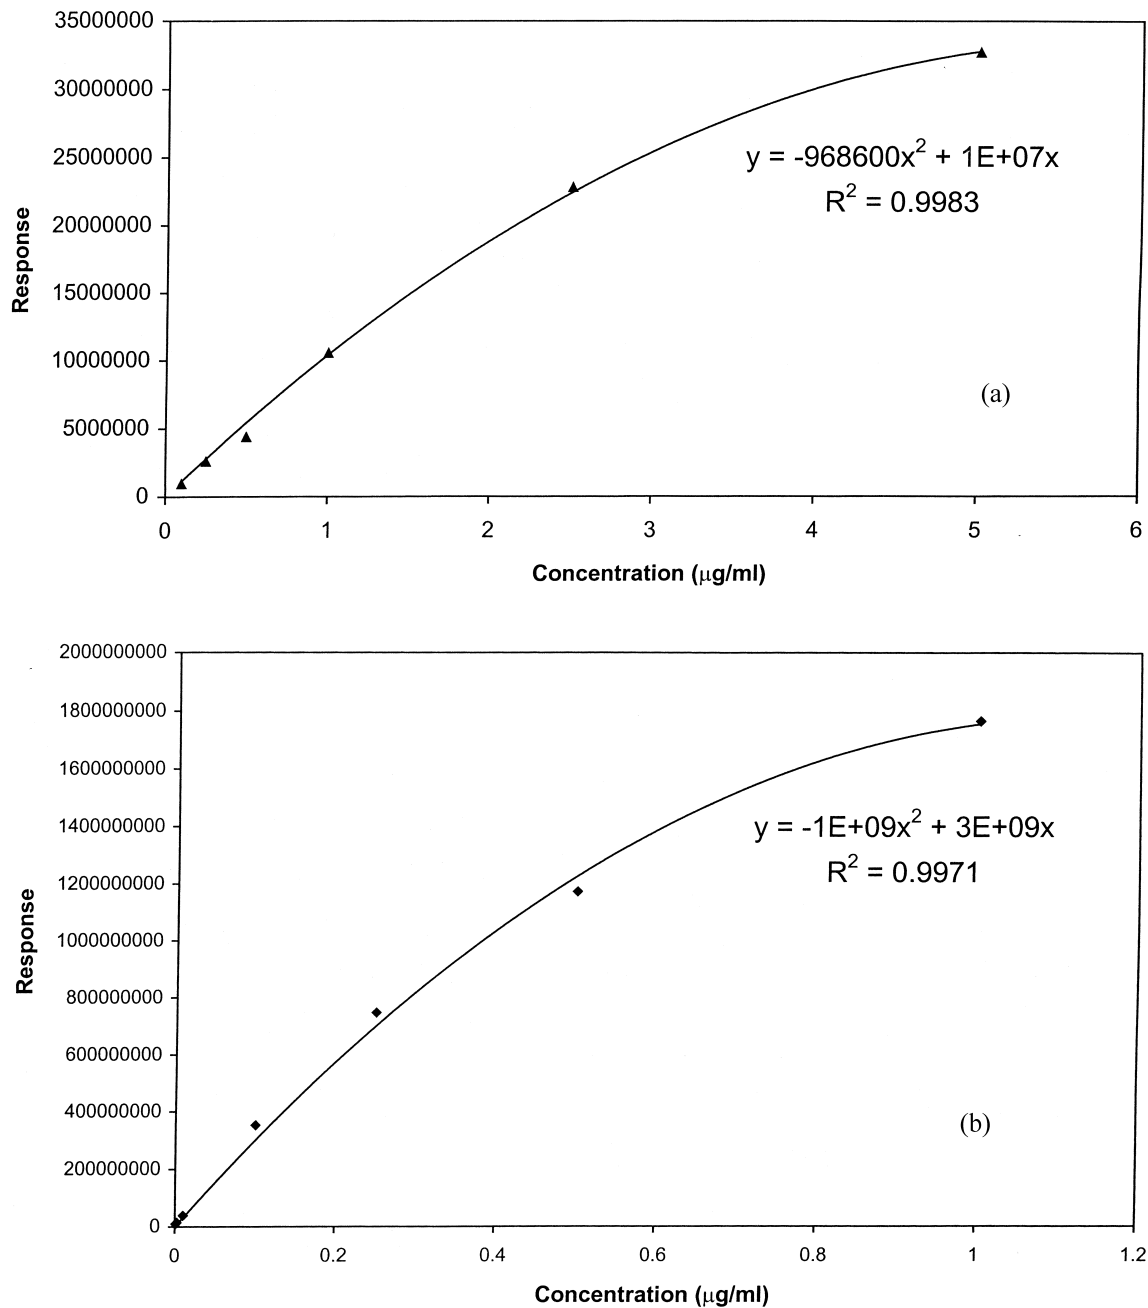 35000000
30000000
25000000
20000000
15000000
10000000
5000000
0
Response
y = -968600x² + 1E+07x
R² = 0.9983
(a)
0 1 2 3 4 5 6
Concentration (μg/ml)
2000000000
1800000000
1600000000
1400000000
1200000000
1000000000
800000000
600000000
400000000
200000000
0
Response
y = -1E+09x² + 3E+09x
R² = 0.9971
(b)
0 0.2 0.4 0.6 0.8 1 1.2
Concentration (μg/ml)